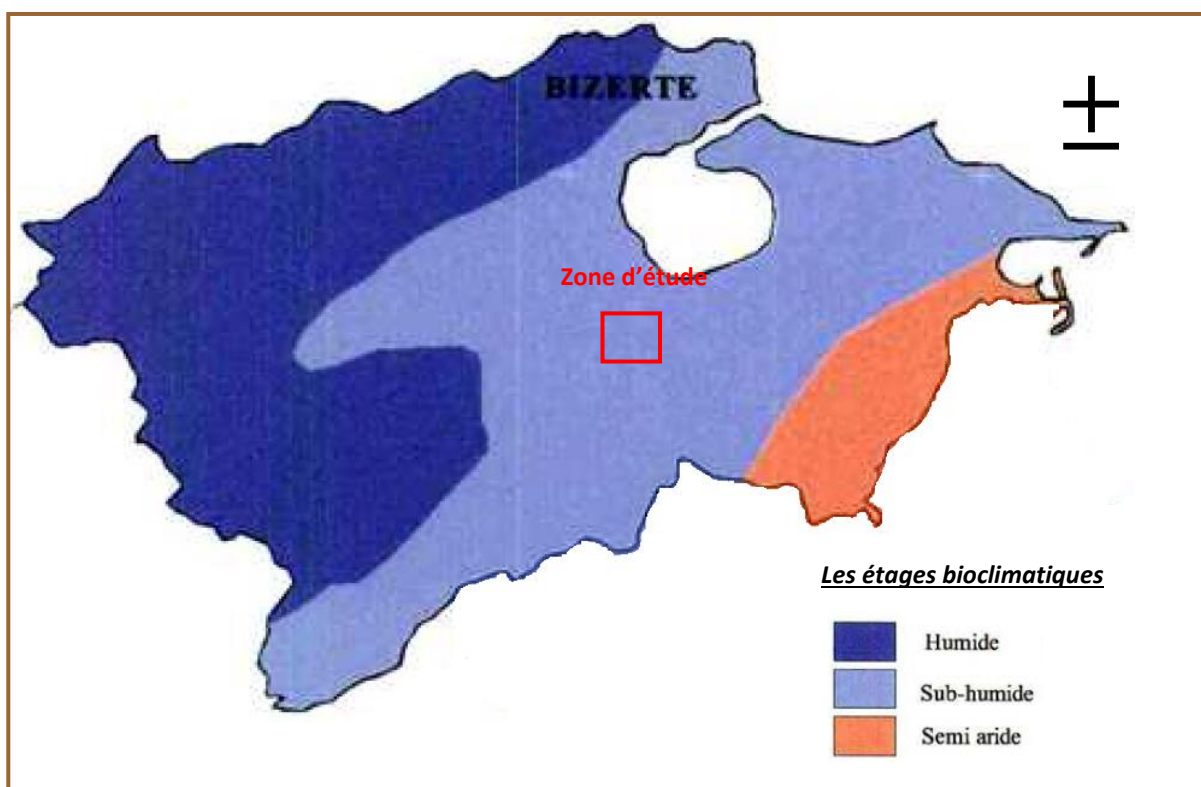 BIZERTE
±
Zone d’étude
Les étages bioclimatiques
Humide
Sub-humide
Semi aride